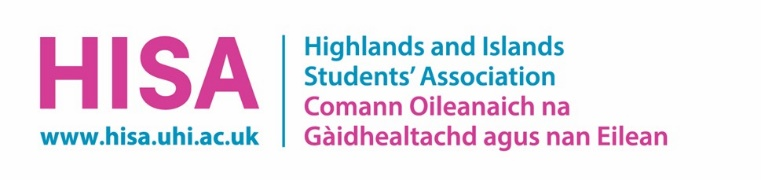 HISA
www.hisa.uhi.ac.uk
Highlands and Islands
Students' Association
Comann Oileanaich na
Gàidhealtachd agus nan Eilean